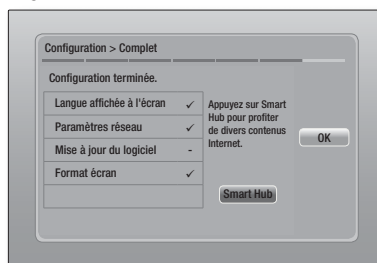 Configuration > Complet
Configuration terminée.
Langue affichée à l'écran ✓
Paramètres réseau ✓
Mise à jour du logiciel -
Format écran ✓
Appuyez sur Smart
Hub pour profiter
de divers contenus
Internet.
Smart Hub
OK